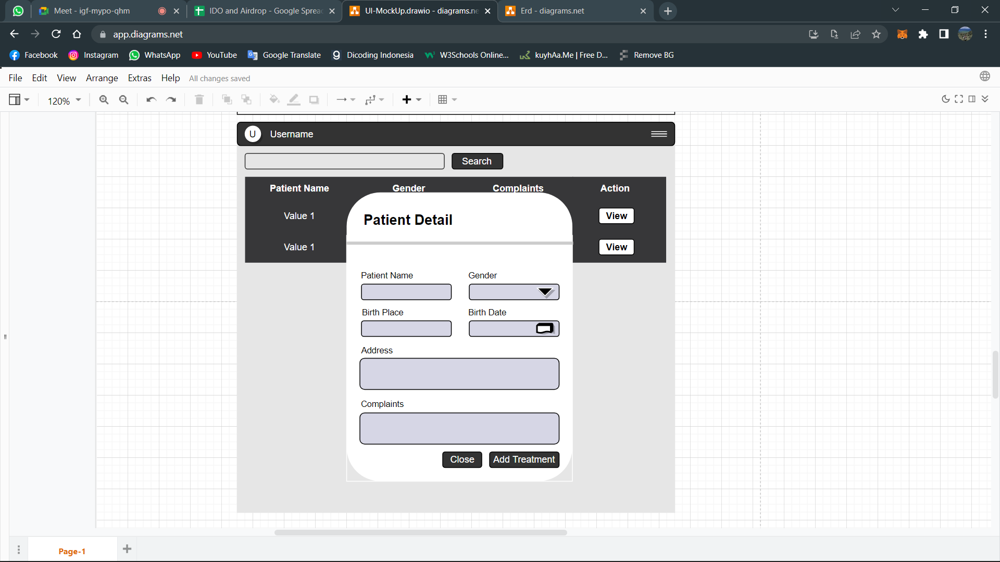 Meet - igf-mypo-qhm
IDO and Airdrop - Google Sprea
UI-MockUp.drawio - diagrams.ne
Erd - diagrams.net
app.diagrams.net
Facebook
Instagram
WhatsApp
YouTube
Google Translate
Dicoding Indonesia
W3Schools Online...
kuyhAa.Me | Free D...
Remove BG
File Edit View Arrange Extras Help All changes saved
120%
U Username
Search
Patient Name Gender Complaints Action
Value 1 View
Value 1 View
Patient Detail
Patient Name Gender
Birth Place Birth Date
Address
Complaints
Close Add Treatment
Page-1